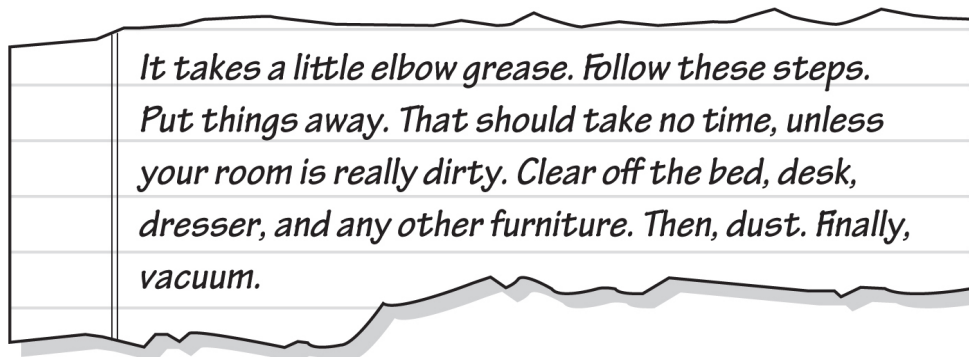 It takes a little elbow grease. Follow these steps.
Put things away. That should take no time, unless
your room is really dirty. Clear off the bed, desk,
dresser, and any other furniture. Then, dust. Finally,
vacuum.